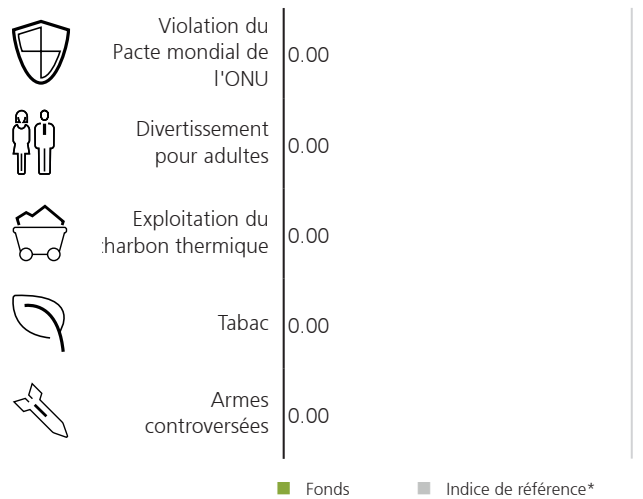 Violation du
Pacte mondial de
l'ONU
0.00
Divertissement
pour adultes
0.00
Exploitation du
harbon thermique
0.00
Tabac
0.00
Armes
controversées
0.00
Fonds
Indice de référence*